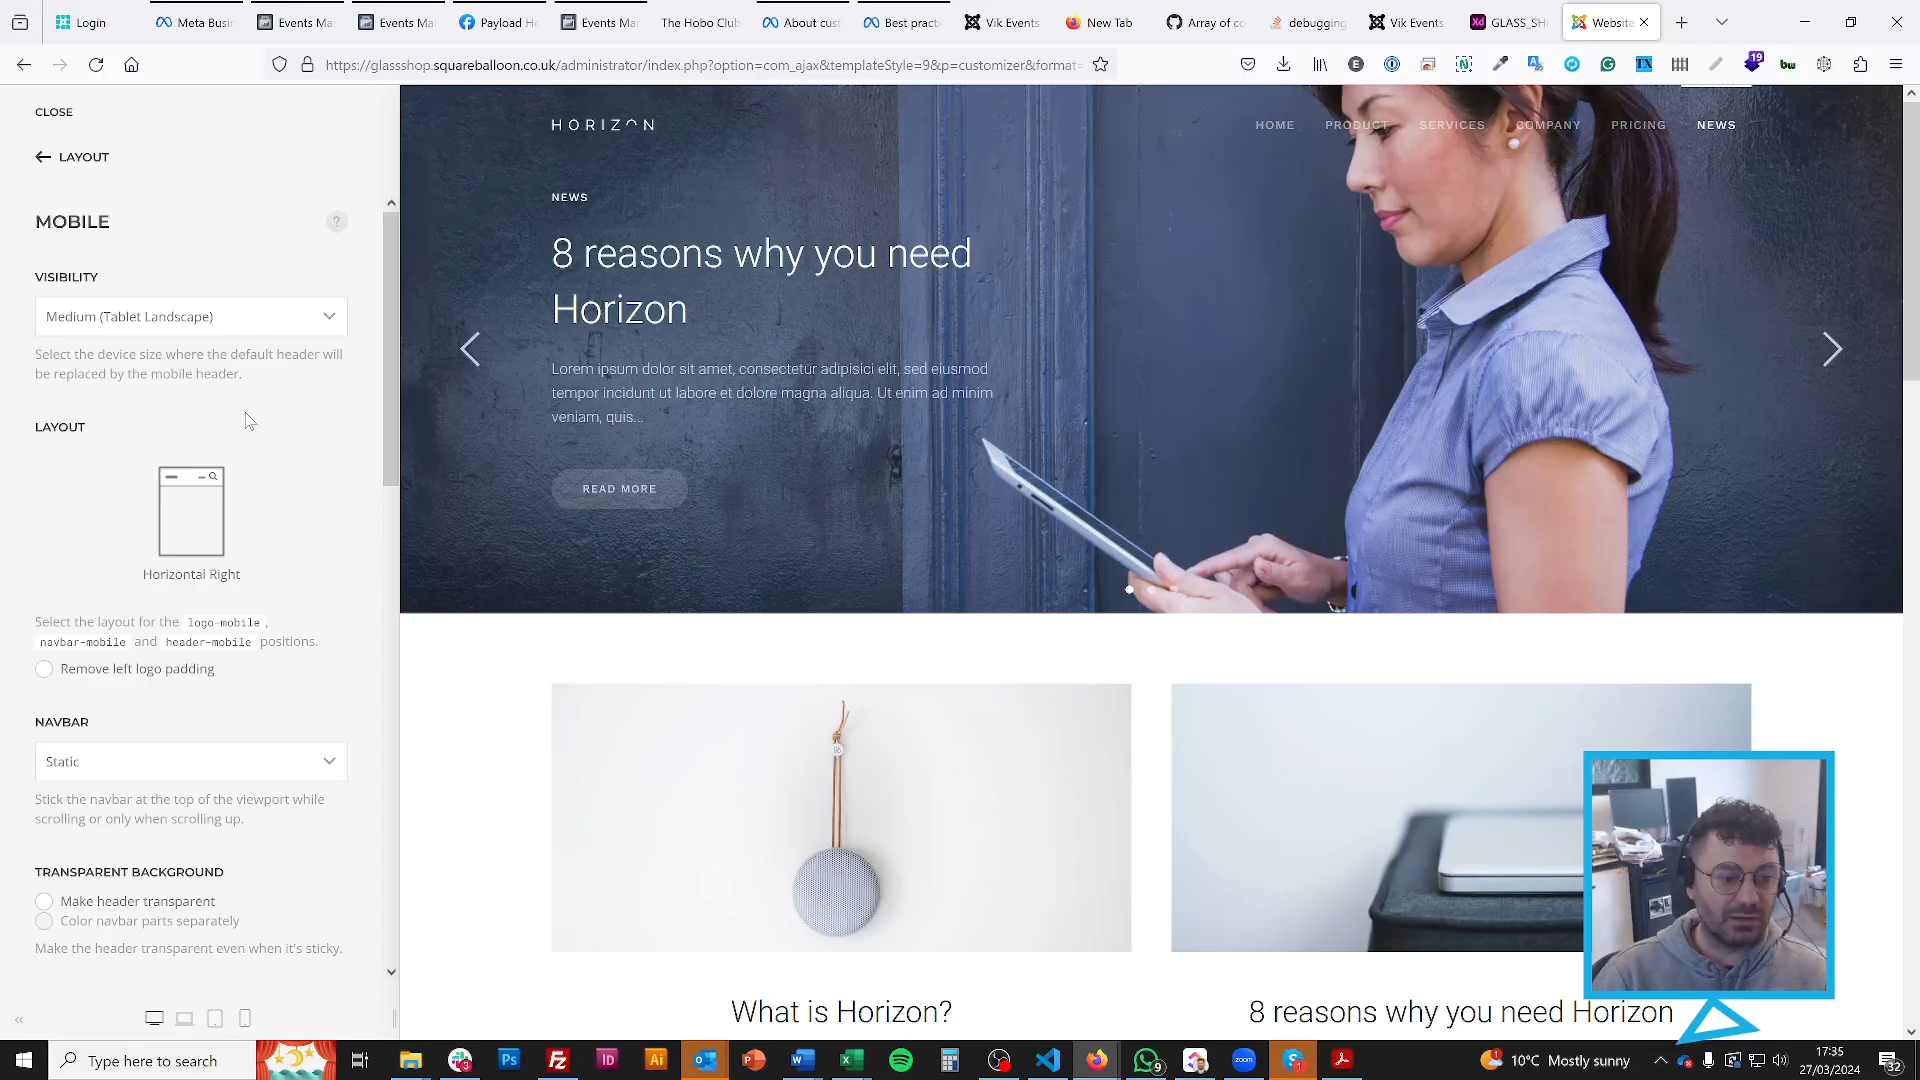 Login
Meta Busi
Events Ma
Events Mar
Payload He
Events Mar
The Hobo Club
About cust
Best practi
Vik Events
New Tab
Array of co
debugging
Vik Events
GLASS_SH
Website
https://glassshop.squareballoon.co.uk/administrator/index.php?option=com_ajax&templateStyle=9&p=customizer&format=
19
CLOSE
LAYOUT
MOBILE
?
VISIBILITY
Medium (Tablet Landscape)
Select the device size where the default header will
be replaced by the mobile header.
LAYOUT
Horizontal Right
Select the layout for the logo-mobile,
navbar-mobile and header-mobile positions.
Remove left logo padding
NAVBAR
Static
Stick the navbar at the top of the viewport while
scrolling or only when scrolling up.
TRANSPARENT BACKGROUND
Make header transparent
Color navbar parts separately
Make the header transparent even when it's sticky.
HORIZON
HOME PRODUCT SERVICES COMPANY PRICING NEWS
NEWS
8 reasons why you need
Horizon
Lorem ipsum dolor sit amet, consectetur adipisici elit, sed eiusmod
tempor incidunt ut labore et dolore magna aliqua. Ut enim ad minim
veniam, quis...
READ MORE
What is Horizon?
8 reasons why you need Horizon
Type here to search
10°C Mostly sunny
17:35
27/03/2024
32